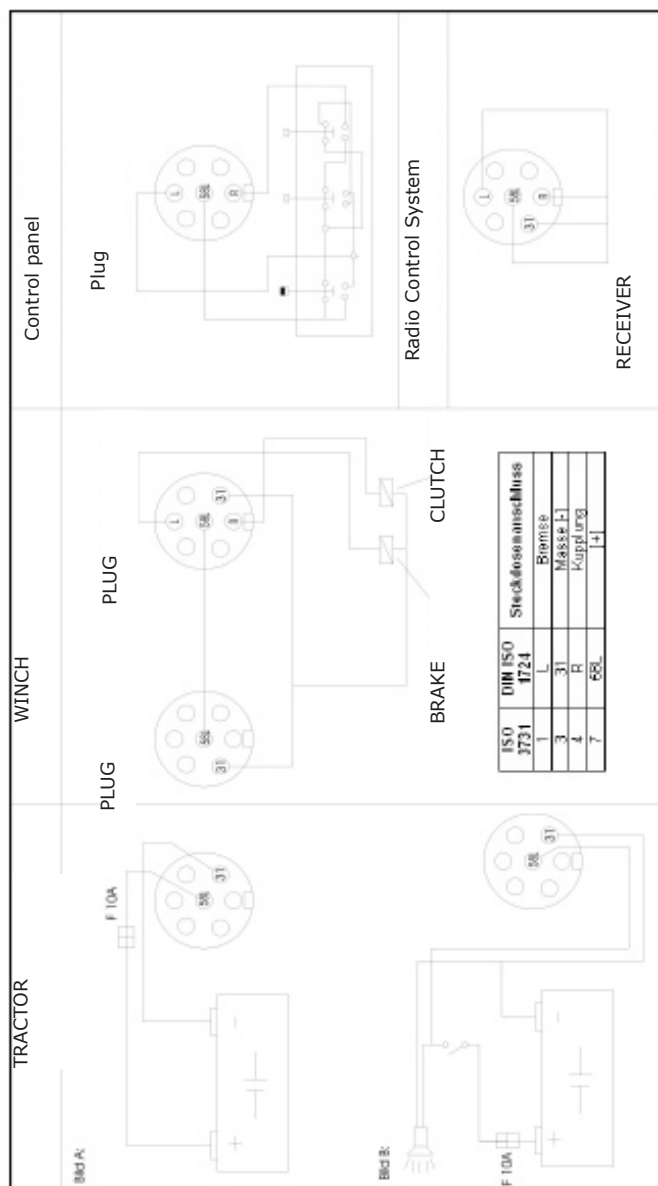 TRACTOR
Bild A:
F 10A
58L
31
+
-
Bild B:
F 10A
58L
31
+
-
WINCH
PLUG
58L
31
PLUG
L
58L
31
R
BRAKE
CLUTCH
ISO 3731 DIN ISO 1724 Steckdosenanschluss
1 L Bremse
3 31 Masse [-]
4 R Kupplung
7 58L [+]
Control panel
Plug
L
58L
R
Radio Control System
L
58L
31
R
RECEIVER